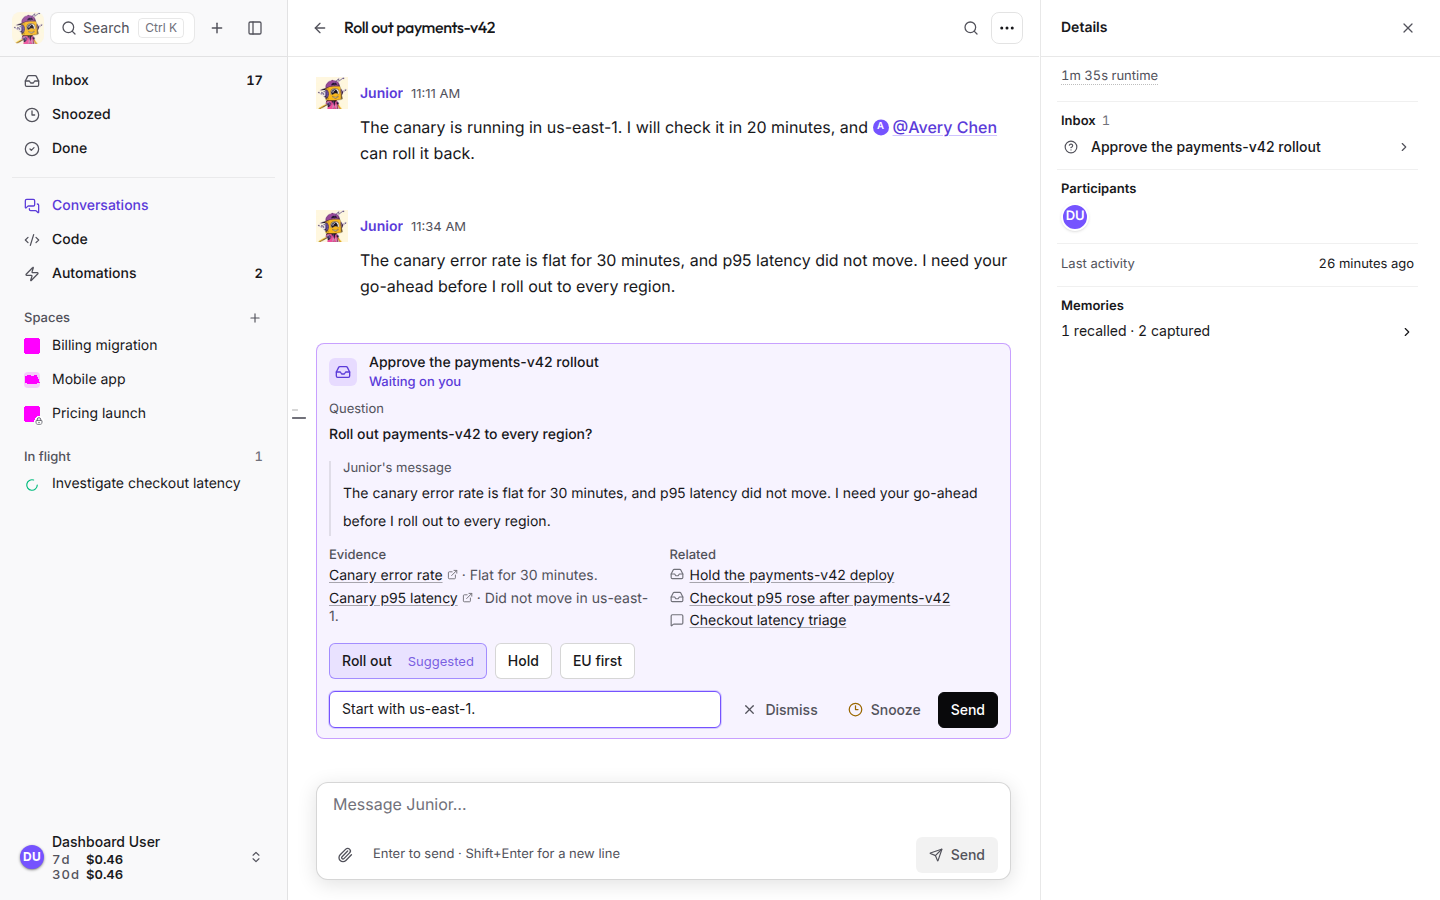 Search Ctrl K
Inbox 17
Snoozed
Done
Conversations
Code
Automations 2
Spaces
Billing migration
Mobile app
Pricing launch
In flight 1
Investigate checkout latency
DU Dashboard User
7d $0.46
30d $0.46
Roll out payments-v42
Junior 11:11 AM
The canary is running in us-east-1. I will check it in 20 minutes, and A @Avery Chen
can roll it back.
Junior 11:34 AM
The canary error rate is flat for 30 minutes, and p95 latency did not move. I need your
go-ahead before I roll out to every region.
Approve the payments-v42 rollout
Waiting on you
Question
Roll out payments-v42 to every region?
Junior's message
The canary error rate is flat for 30 minutes, and p95 latency did not move. I need your go-ahead
before I roll out to every region.
Evidence
Canary error rate · Flat for 30 minutes.
Canary p95 latency · Did not move in us-east-
1.
Related
Hold the payments-v42 deploy
Checkout p95 rose after payments-v42
Checkout latency triage
Roll out Suggested Hold EU first
Start with us-east-1. Dismiss Snooze Send
Message Junior...
Enter to send · Shift+Enter for a new line Send
Details
1m 35s runtime
Inbox 1
Approve the payments-v42 rollout
Participants
DU
Last activity 26 minutes ago
Memories
1 recalled · 2 captured